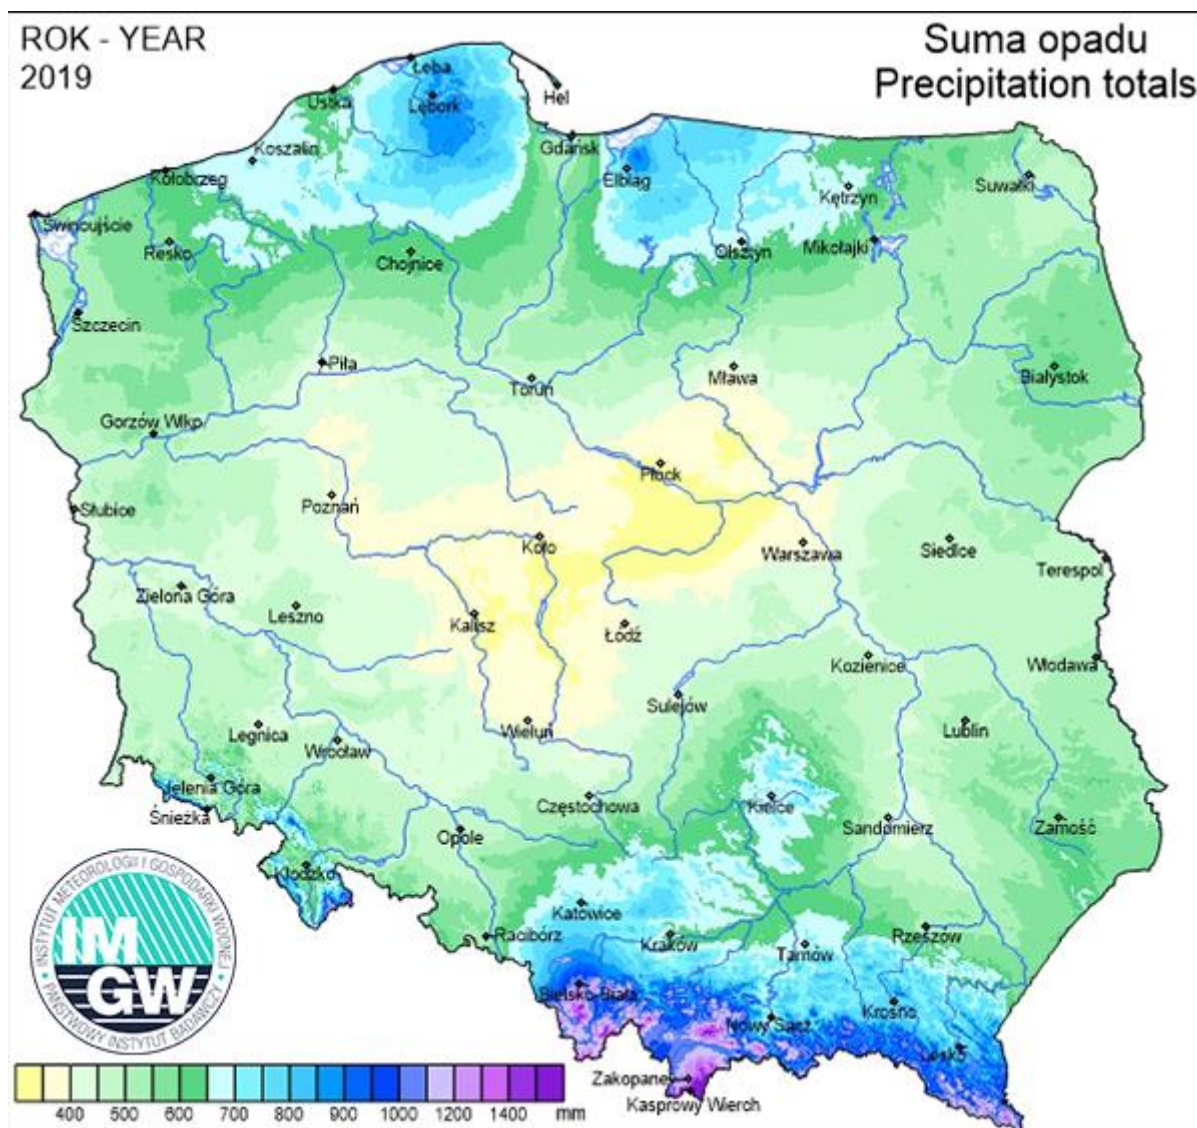 ROK - YEAR
2019
Suma opadu
Precipitation totals
Łeba
Ustka
Lębork
Hel
Koszalin
Gdańsk
Kołobrzeg
Elbląg
Kętrzyn
Suwałki
Świnoujście
Resko
Chojnice
Olsztyn
Mikołajki
Szczecin
Piła
Toruń
Mława
Białystok
Gorzów Wlkp.
Płock
Słubice
Poznań
Koło
Warszawa
Siedlce
Terespol
Zielona Góra
Leszno
Kalisz
Łódź
Kozienice
Włodawa
Sulejów
Legnica
Wrocław
Wieluń
Lublin
Jelenia Góra
Śnieżka
Częstochowa
Kielce
Sandomierz
Zamość
Opole
Kłodzko
Katowice
Racibórz
Kraków
Tarnów
Rzeszów
Bielsko-Biała
Nowy Sącz
Krosno
Lesko
Zakopane
Kasprowy Wierch
INSTYTUT METEOROLOGII I GOSPODARKI WODNEJ
IM
GW
PAŃSTWOWY INSTYTUT BADAWCZY
400 500 600 700 800 900 1000 1200 1400 mm